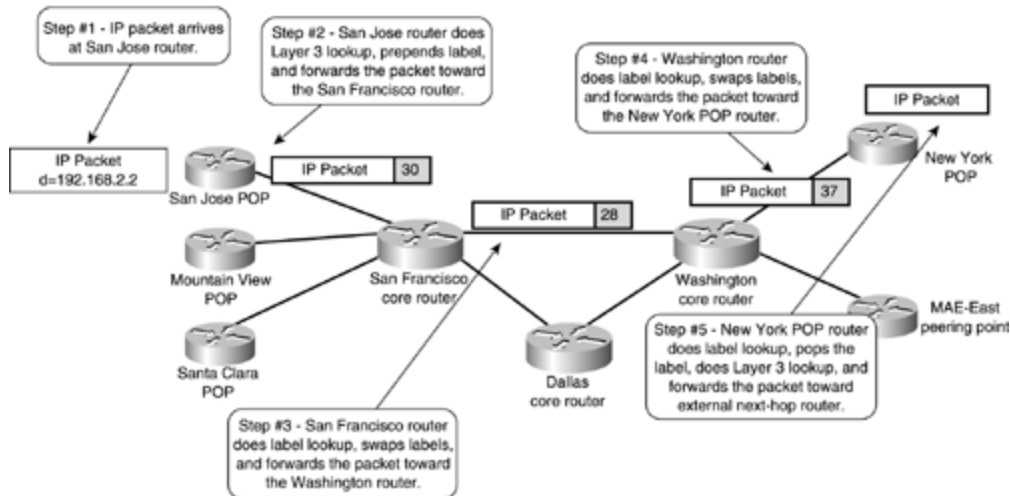 Step #1 - IP packet arrives
at San Jose router.
Step #2 - San Jose router does
Layer 3 lookup, prepends label,
and forwards the packet toward
the San Francisco router.
Step #4 - Washington router
does label lookup, swaps labels,
and forwards the packet toward
the New York POP router.
IP Packet
IP Packet
d=192.168.2.2
San Jose POP
IP Packet
30
New York
POP
IP Packet
37
IP Packet
28
Mountain View
POP
San Francisco
core router
Washington
core router
MAE-East
peering point
Santa Clara
POP
Dallas
core router
Step #5 - New York POP router
does label lookup, pops the
label, does Layer 3 lookup, and
forwards the packet toward
external next-hop router.
Step #3 - San Francisco router
does label lookup, swaps labels,
and forwards the packet toward
the Washington router.